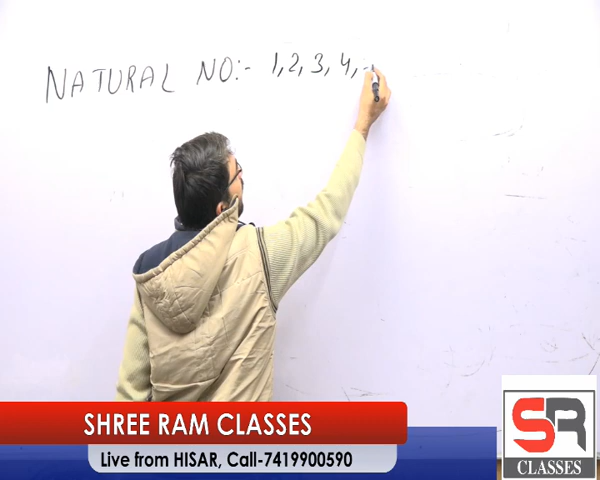 NATURAL NO:- 1,2,3,4,-
SHREE RAM CLASSES
Live from HISAR, Call-7419900590
SR
CLASSES